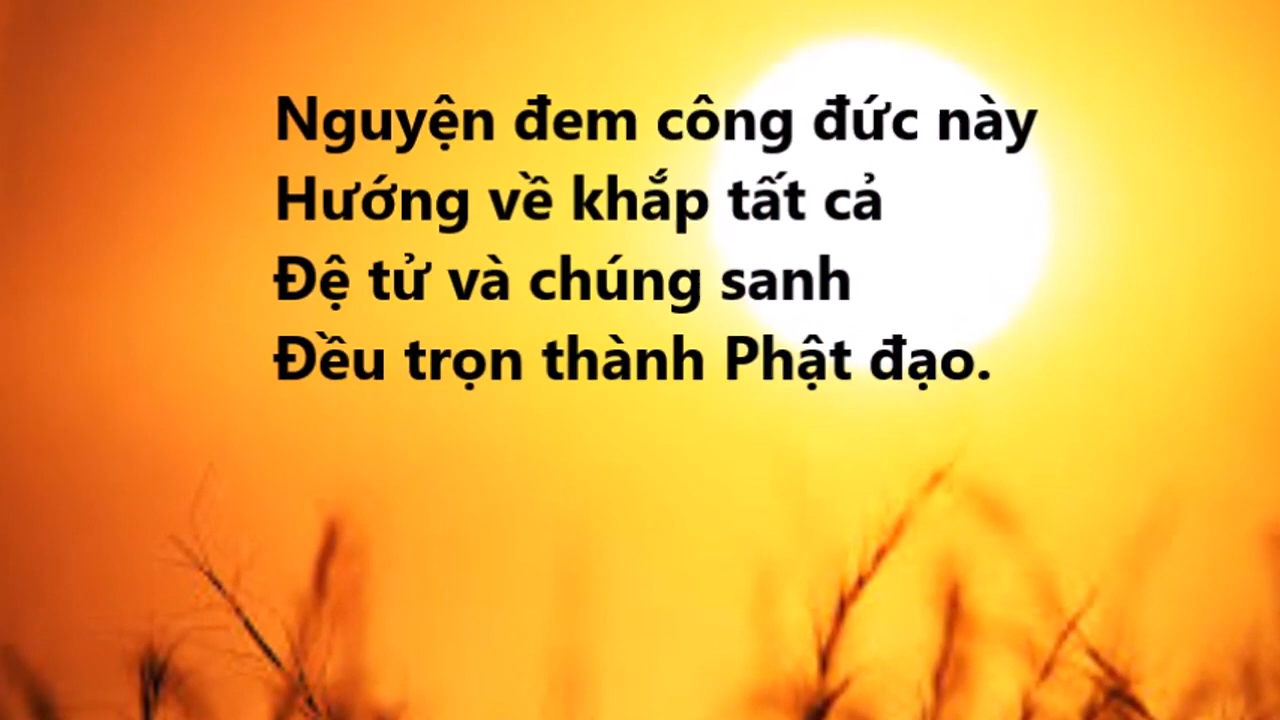 Nguyện đem công đức này
Hướng về khắp tất cả
Đệ tử và chúng sanh
Đều trọn thành Phật đạo.